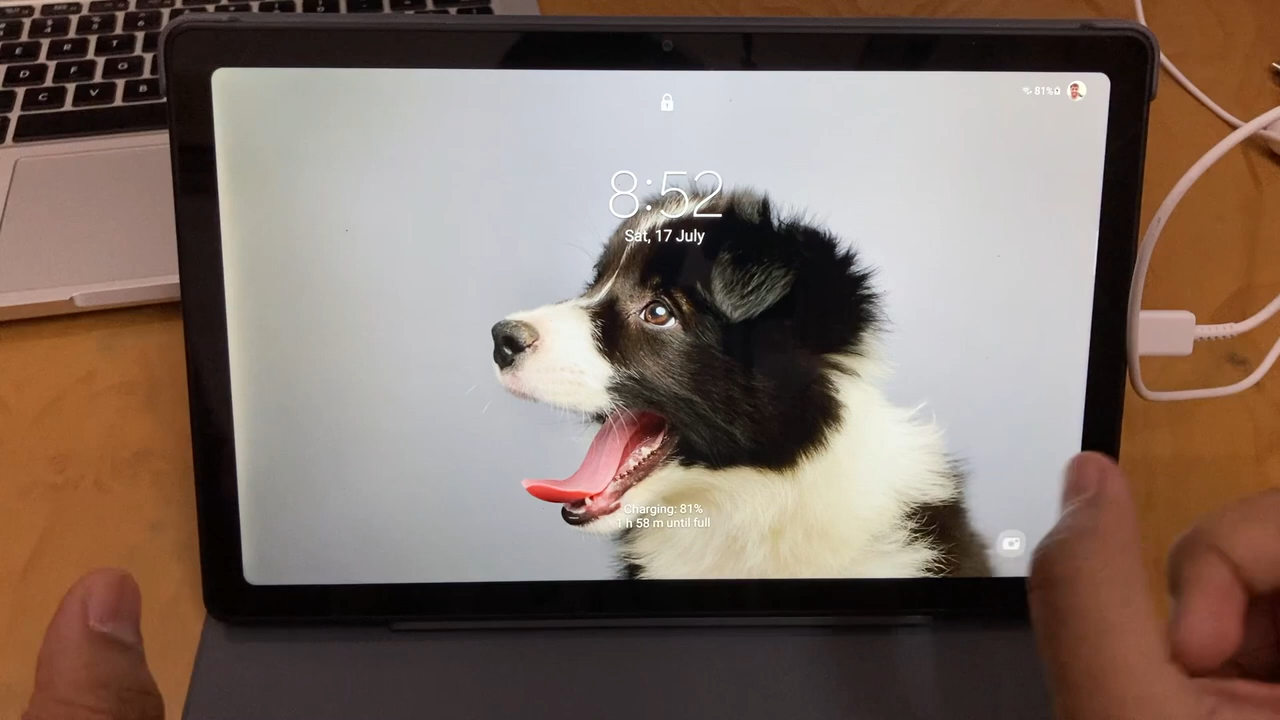 81%
8:52
Sat, 17 July
Charging: 81%
1 h 58 m until full
E R T Y
D F G
C V B